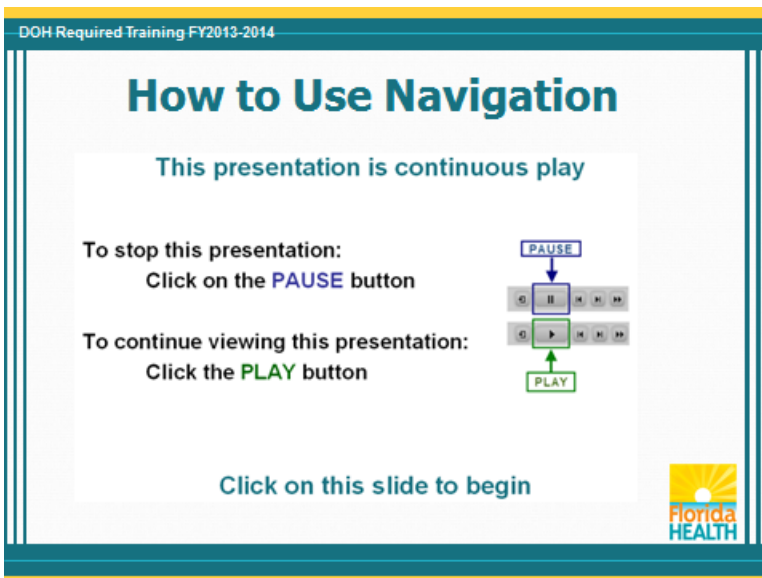 DOH Required Training FY2013-2014
How to Use Navigation
This presentation is continuous play
To stop this presentation:
Click on the PAUSE button
PAUSE
To continue viewing this presentation:
Click the PLAY button
PLAY
Click on this slide to begin
Florida
HEALTH